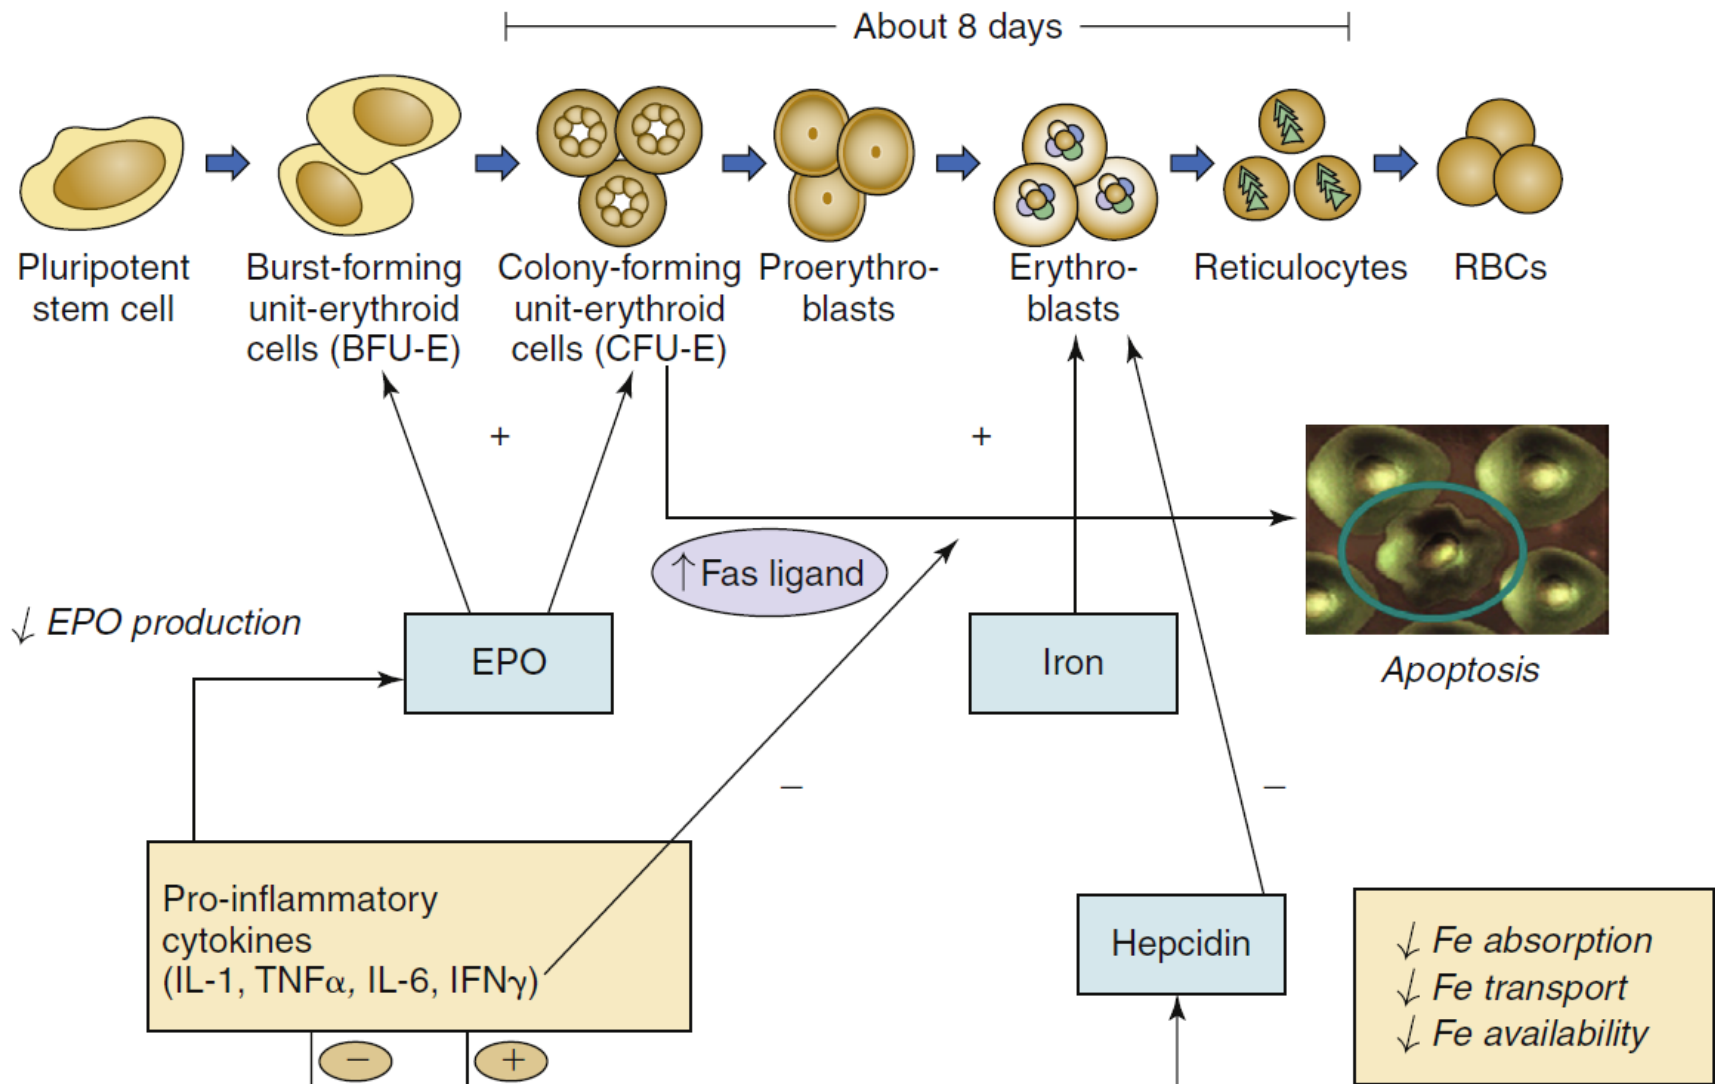 About 8 days
Pluripotent
stem cell
Burst-forming
unit-erythroid
cells (BFU-E)
Colony-forming
unit-erythroid
cells (CFU-E)
Proerythro-
blasts
Erythro-
blasts
Reticulocytes
RBCs
+
+
↑ Fas ligand
↓ EPO production
EPO
Iron
Apoptosis
−
−
Pro-inflammatory
cytokines
(IL-1, TNFα, IL-6, IFNγ)
Hepcidin
↓ Fe absorption
↓ Fe transport
↓ Fe availability
−
+